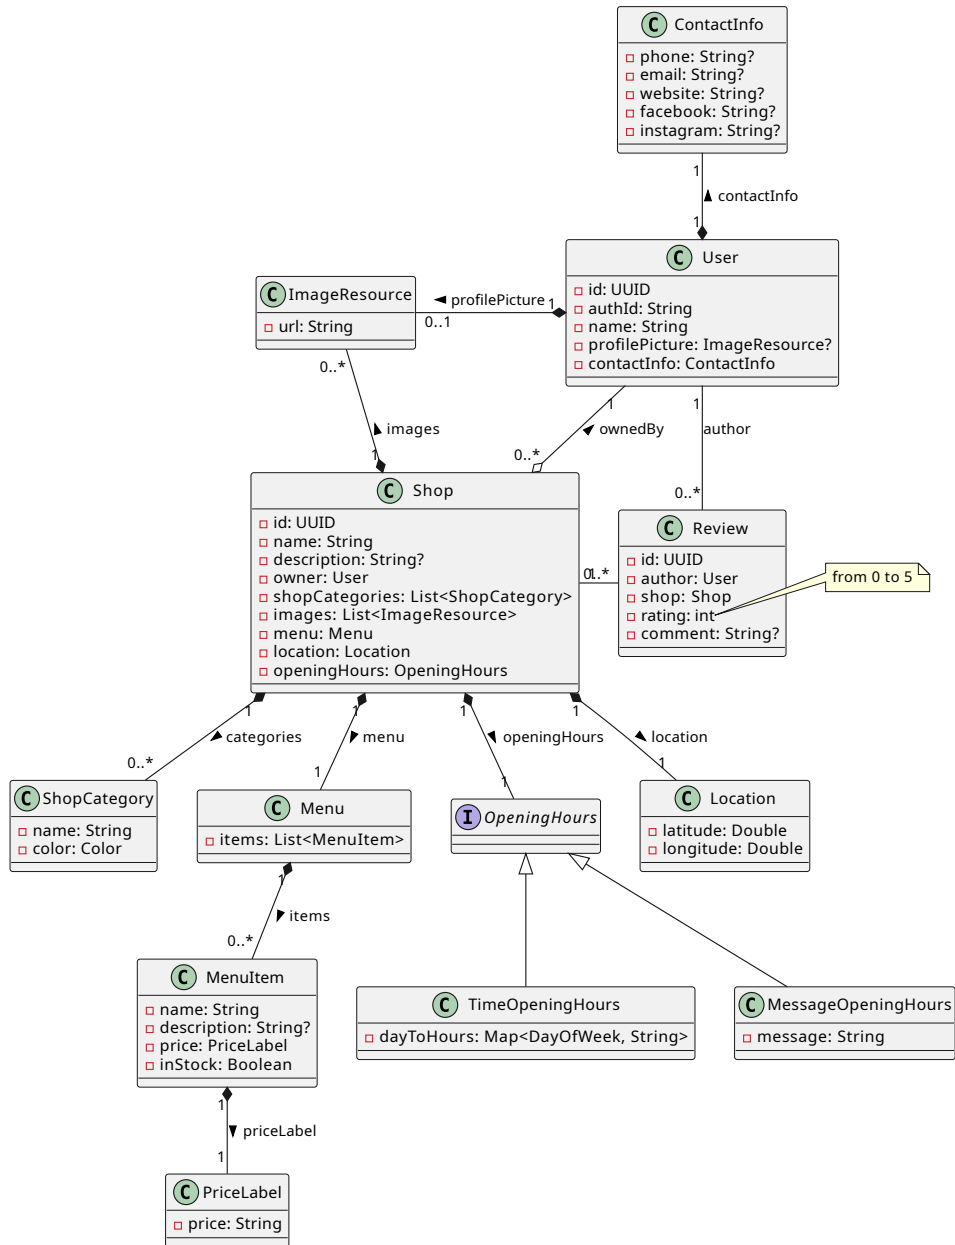 C ContactInfo
phone: String?
email: String?
website: String?
facebook: String?
instagram: String?
1
contactInfo
1
C User
id: UUID
authId: String
name: String
profilePicture: ImageResource?
contactInfo: ContactInfo
C ImageResource
url: String
profilePicture 1
0..1
0..*
images
1
1
ownedBy
0..*
1
author
0..*
C Shop
id: UUID
name: String
description: String?
owner: User
shopCategories: List<ShopCategory>
images: List<ImageResource>
menu: Menu
location: Location
openingHours: OpeningHours
1
0..*
C Review
id: UUID
author: User
shop: Shop
rating: int
comment: String?
from 0 to 5
1
categories
0..*
1
menu
1
1
openingHours
1
1
location
1
C ShopCategory
name: String
color: Color
C Menu
items: List<MenuItem>
I OpeningHours
C Location
latitude: Double
longitude: Double
1
items
0..*
C MenuItem
name: String
description: String?
price: PriceLabel
inStock: Boolean
C TimeOpeningHours
dayToHours: Map<DayOfWeek, String>
C MessageOpeningHours
message: String
1
priceLabel
1
C PriceLabel
price: String